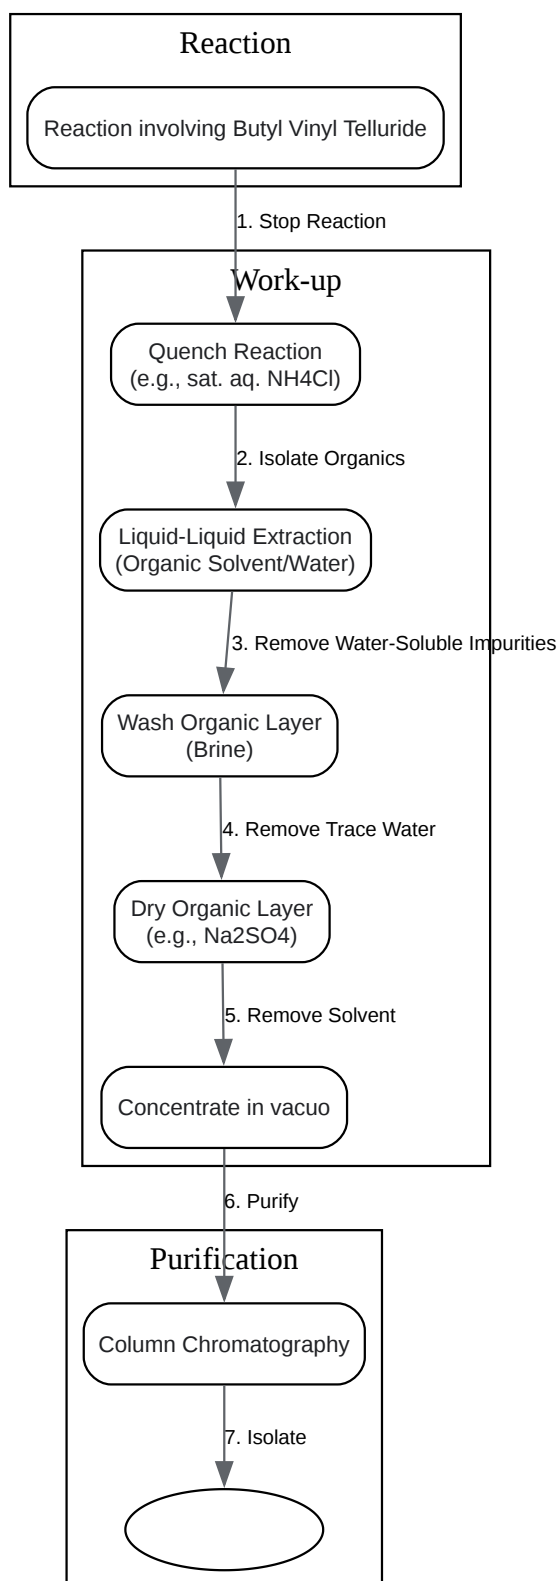 Reaction
Reaction involving Butyl Vinyl Telluride
1. Stop Reaction
Work-up
Quench Reaction
(e.g., sat. aq. NH4Cl)
2. Isolate Organics
Liquid-Liquid Extraction
(Organic Solvent/Water)
3. Remove Water-Soluble Impurities
Wash Organic Layer
(Brine)
4. Remove Trace Water
Dry Organic Layer
(e.g., Na2SO4)
5. Remove Solvent
Concentrate in vacuo
6. Purify
Purification
Column Chromatography
7. Isolate